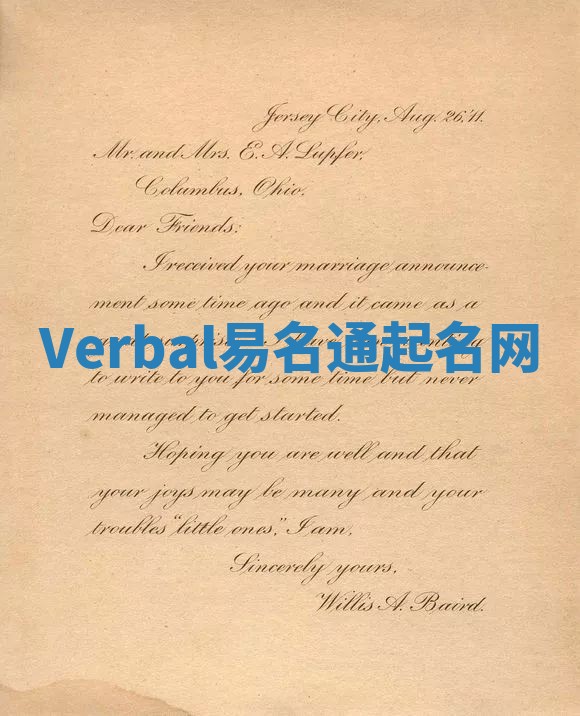 Jersey City, Aug. 26,'11.
Mr. and Mrs. E. A. Lupfer,
Columbus, Ohio.
Dear Friends:
I received your marriage announce-
ment some time ago and it came as a
Verbal易名通起名网
to write to you for some time but never
managed to get started.
Hoping you are well and that
your joys may be many and your
troubles "little ones," I am,
Sincerely yours,
Willis A. Baird.